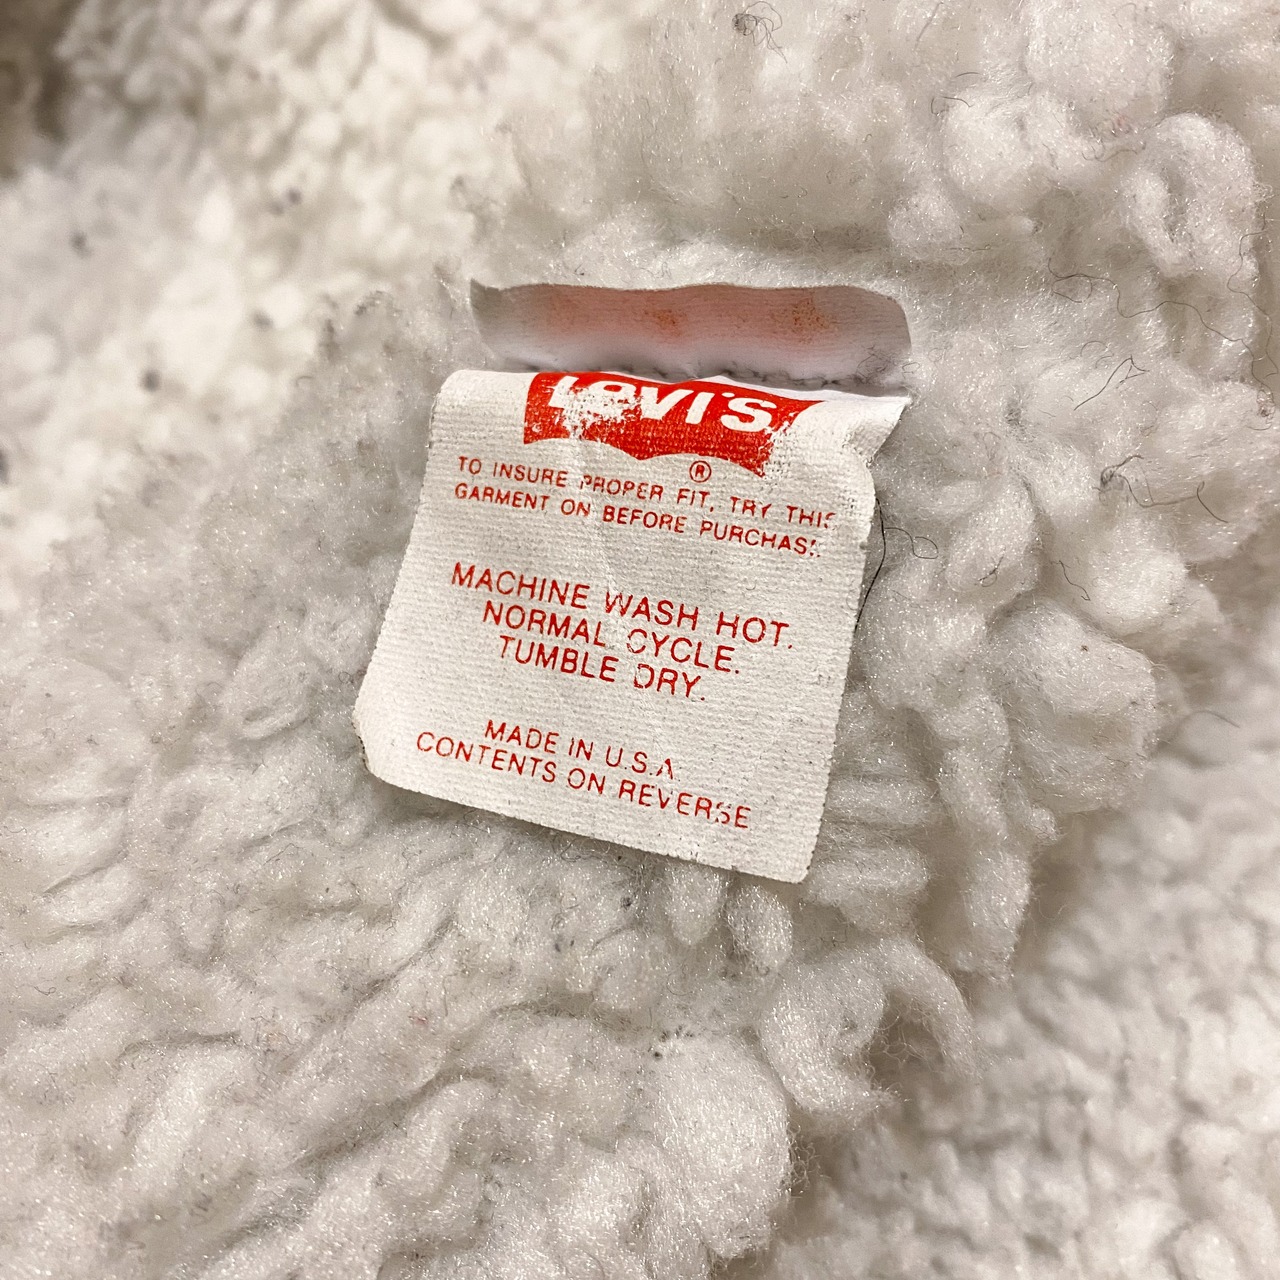 Levi's
®
TO INSURE PROPER FIT, TRY THIS
GARMENT ON BEFORE PURCHASE.
MACHINE WASH HOT.
NORMAL CYCLE.
TUMBLE DRY.
MADE IN U.S.A.
CONTENTS ON REVERSE